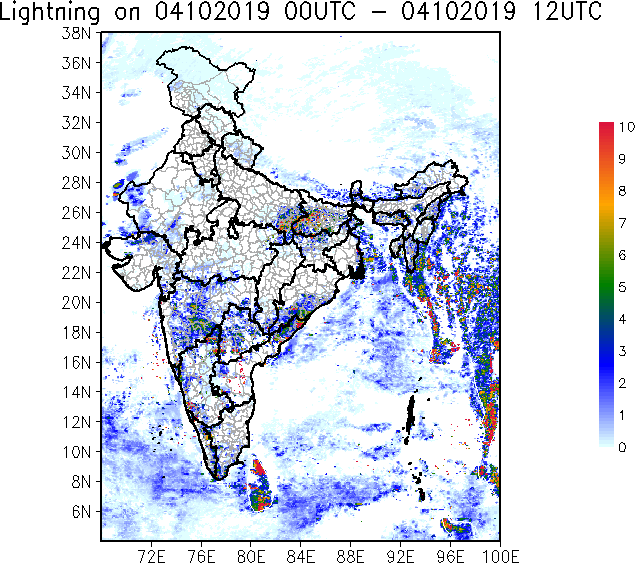 Lightning on 04102019 00UTC – 04102019 12UTC
38N
36N
34N
32N
30N
28N
26N
24N
22N
20N
18N
16N
14N
12N
10N
8N
6N
72E 76E 80E 84E 88E 92E 96E 100E
10
9
8
7
6
5
4
3
2
1
0